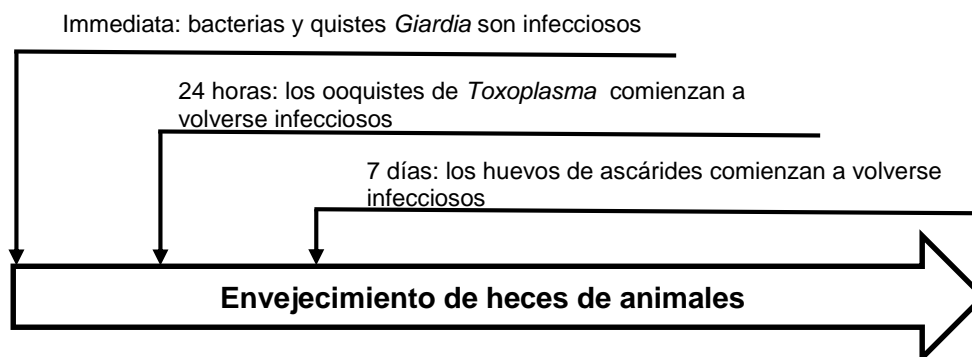 Immediata: bacterias y quistes Giardia son infecciosos
24 horas: los ooquistes de Toxoplasma comienzan a
volverse infecciosos
7 días: los huevos de ascárides comienzan a volverse
infecciosos
Envejecimiento de heces de animales